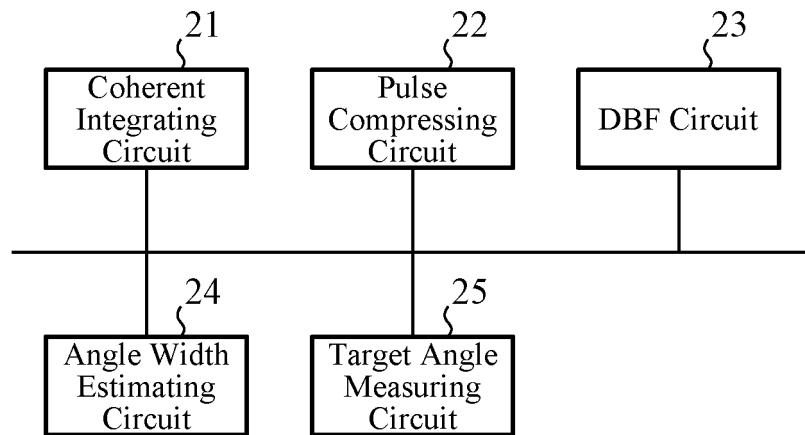 21
22
23
Coherent
Integrating
Circuit
Pulse
Compressing
Circuit
DBF Circuit
24
25
Angle Width
Estimating
Circuit
Target Angle
Measuring
Circuit